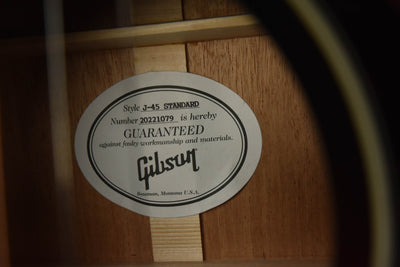 Style J-45 STANDARD
Number 20221079 is hereby
GUARANTEED
against faulty workmanship and materials.
Gibson
Bozeman, Montana U.S.A.